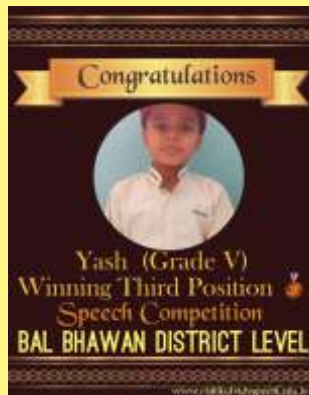 Congratulations
Yash (Grade V)
Winning Third Position
Speech Competition
BAL BHAWAN DISTRICT LEVEL